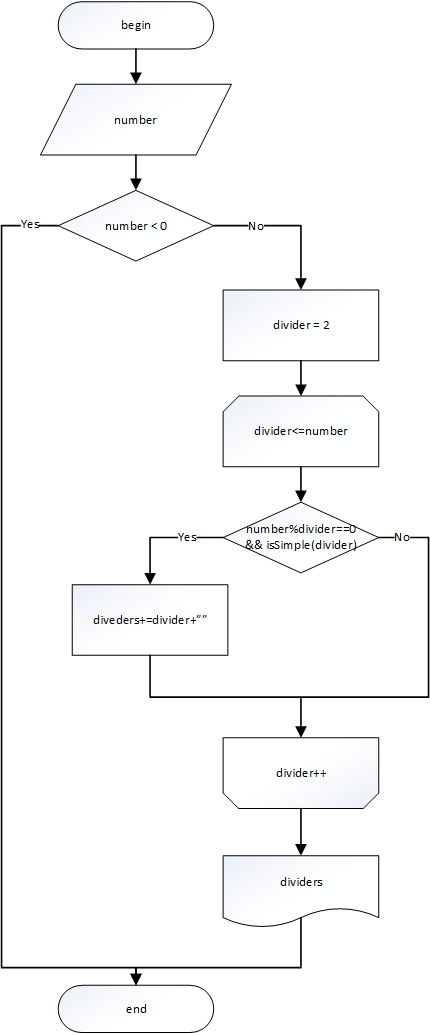 begin
number
number < 0
Yes
No
divider = 2
divider<=number
number%divider==0
&& isSimple(divider)
Yes
No
diveders+=divider+””
divider++
dividers
end